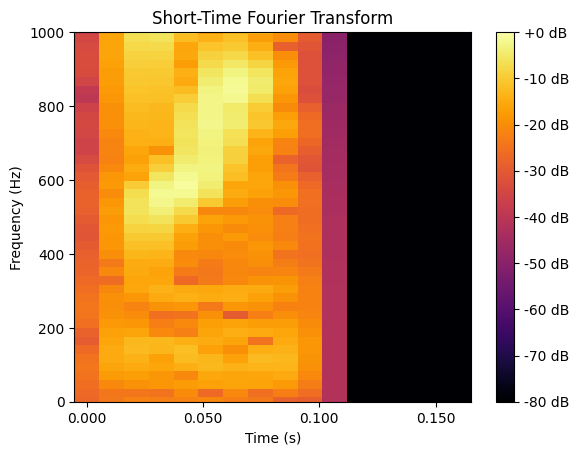 Short-Time Fourier Transform
1000
800
600
400
200
0
Frequency (Hz)
0.000
0.050
0.100
0.150
Time (s)
+0 dB
-10 dB
-20 dB
-30 dB
-40 dB
-50 dB
-60 dB
-70 dB
-80 dB